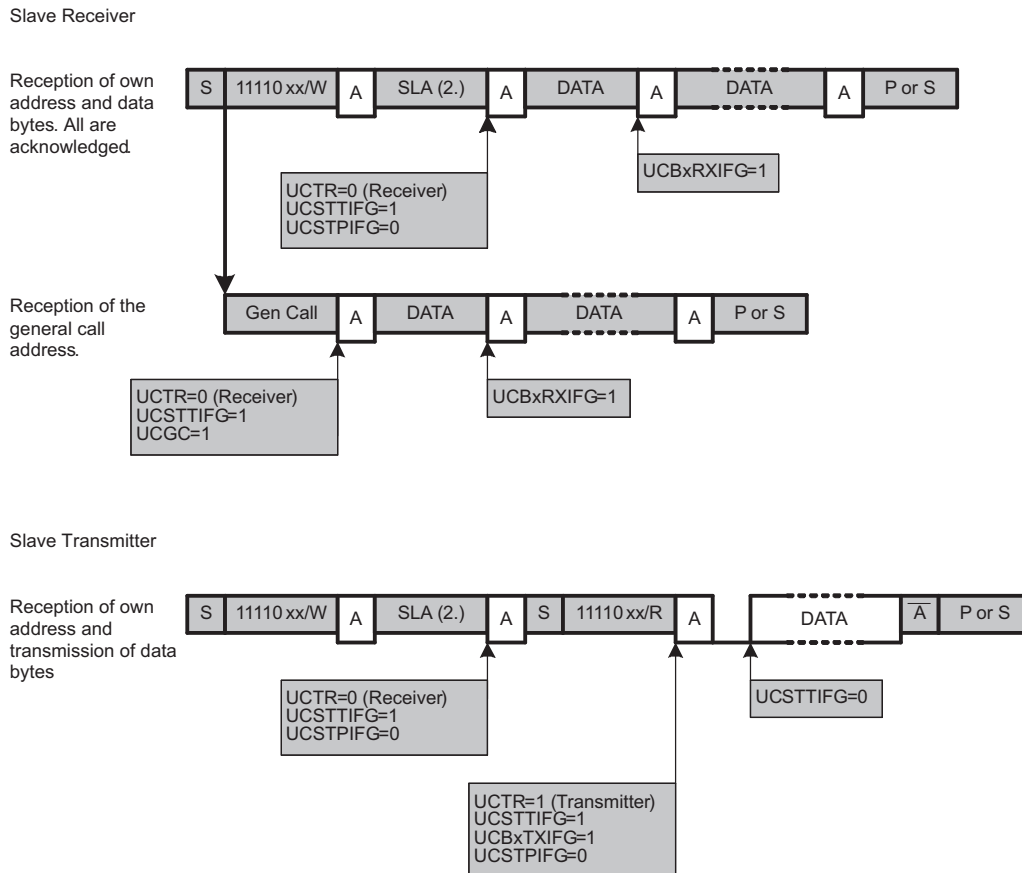 Slave Receiver
Reception of own
address and data
bytes. All are
acknowledged.
S 11110 xx/W A SLA (2.) A DATA A DATA A P or S
UCTR=0 (Receiver)
UCSTTIFG=1
UCSTPIFG=0
UCBxRXIFG=1
Reception of the
general call
address.
Gen Call A DATA A DATA A P or S
UCTR=0 (Receiver)
UCSTTIFG=1
UCGC=1
UCBxRXIFG=1
Slave Transmitter
Reception of own
address and
transmission of data
bytes
S 11110 xx/W A SLA (2.) A S 11110 xx/R A DATA A̅ P or S
UCTR=0 (Receiver)
UCSTTIFG=1
UCSTPIFG=0
UCSTTIFG=0
UCTR=1 (Transmitter)
UCSTTIFG=1
UCBxTXIFG=1
UCSTPIFG=0